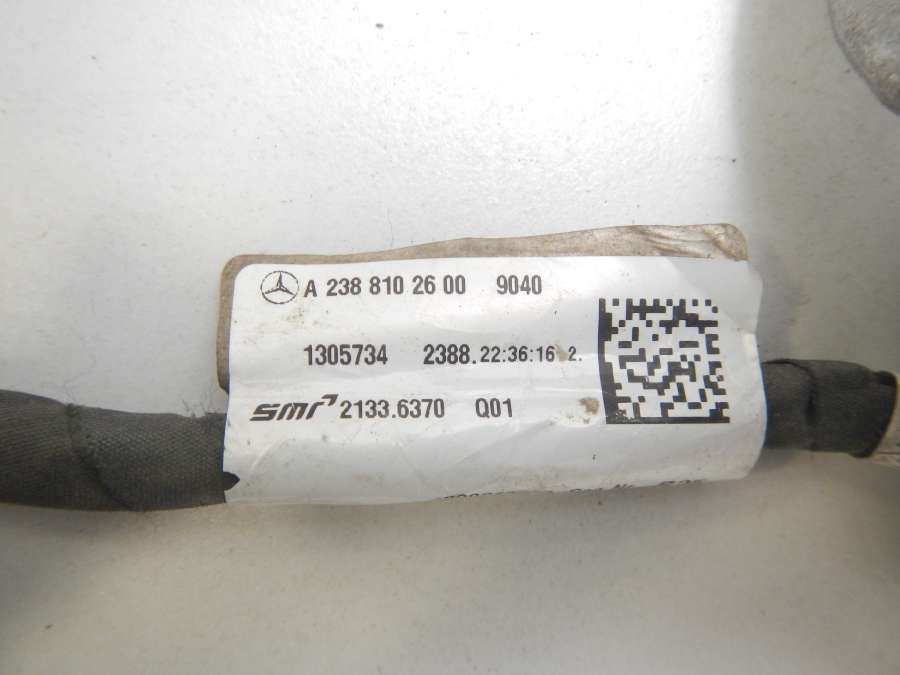 A 238 810 26 00 9040
1305734 2388. 22:36:16 2.
smr 2133.6370 Q01